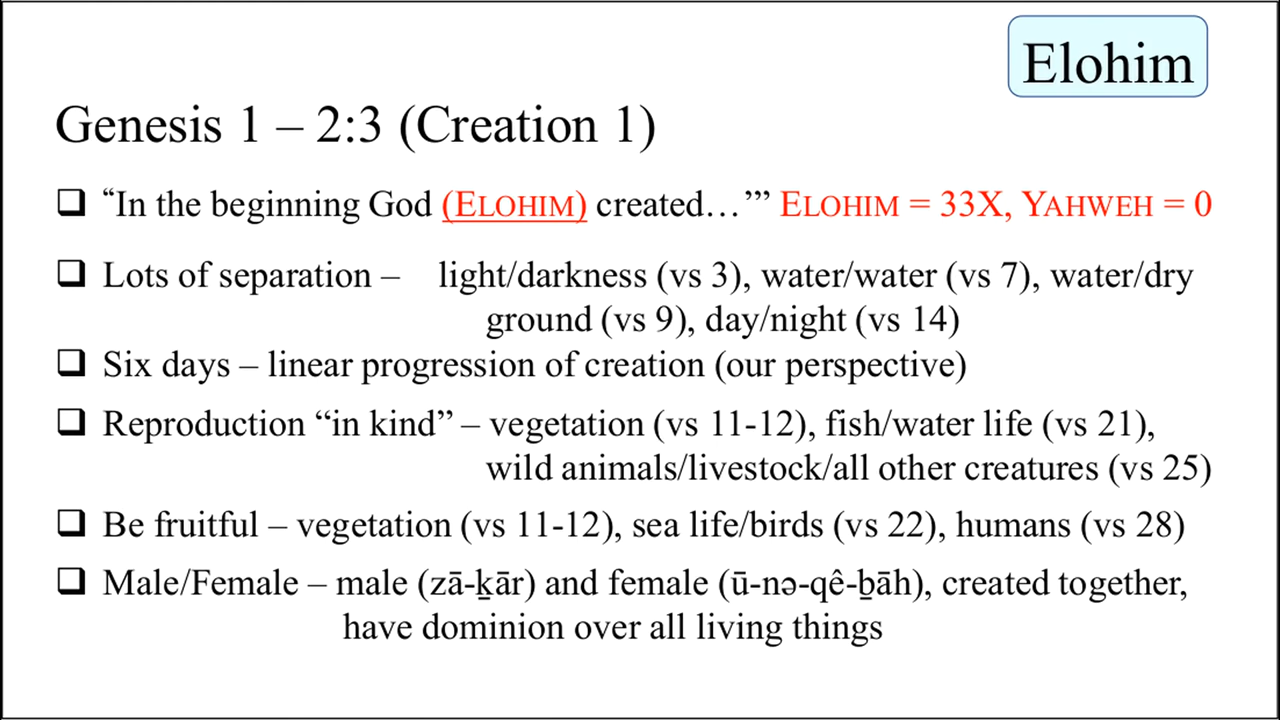 Elohim
Genesis 1 – 2:3 (Creation 1)
❑ “In the beginning God (ELOHIM) created…’” ELOHIM = 33X, YAHWEH = 0
❑ Lots of separation – light/darkness (vs 3), water/water (vs 7), water/dry
ground (vs 9), day/night (vs 14)
❑ Six days – linear progression of creation (our perspective)
❑ Reproduction “in kind” – vegetation (vs 11-12), fish/water life (vs 21),
wild animals/livestock/all other creatures (vs 25)
❑ Be fruitful – vegetation (vs 11-12), sea life/birds (vs 22), humans (vs 28)
❑ Male/Female – male (zā-ḵār) and female (ū-nə-qê-ḇāh), created together,
have dominion over all living things